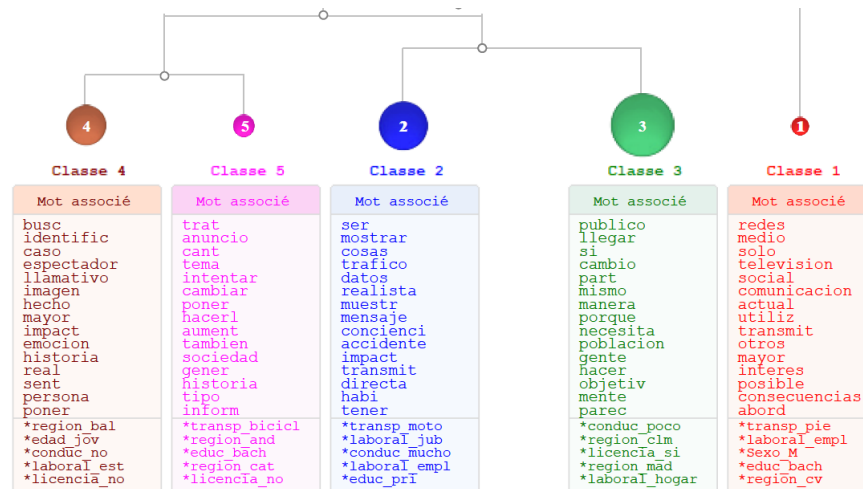 4 5 2 3 1
Classe 4 Classe 5 Classe 2 Classe 3 Classe 1
Mot associé Mot associé Mot associé Mot associé Mot associé
busc trat ser publico redes
identific anuncio mostrar llegar medio
caso cant cosas si solo
espectador tema trafico cambio television
llamativo intentar datos part social
imagen cambiar realista mismo comunicacion
hecho poner muestr manera actual
mayor hacerl mensaje porque utiliz
impact aument concienci necesita transmit
emocion tambien accidente poblacion otros
historia sociedad impact gente mayor
real gener transmit hacer interes
sent historia directa objetiv posible
persona tipo habi mente consecuencias
poner inform tener parec abord
*region_bal *transp_bicicl *transp_moto *conduc_poco *transp_pie
*edad_jov *region_and *laboral_jub *region_clm *laboral_empl
*conduc_no *educ_bach *conduc_mucho *licencia_si *Sexo_M
*laboral_est *region_cat *laboral_empl *region_mad *educ_bach
*licencia_no *licencia_no *educ_pri *laboral_hogar *region_cv